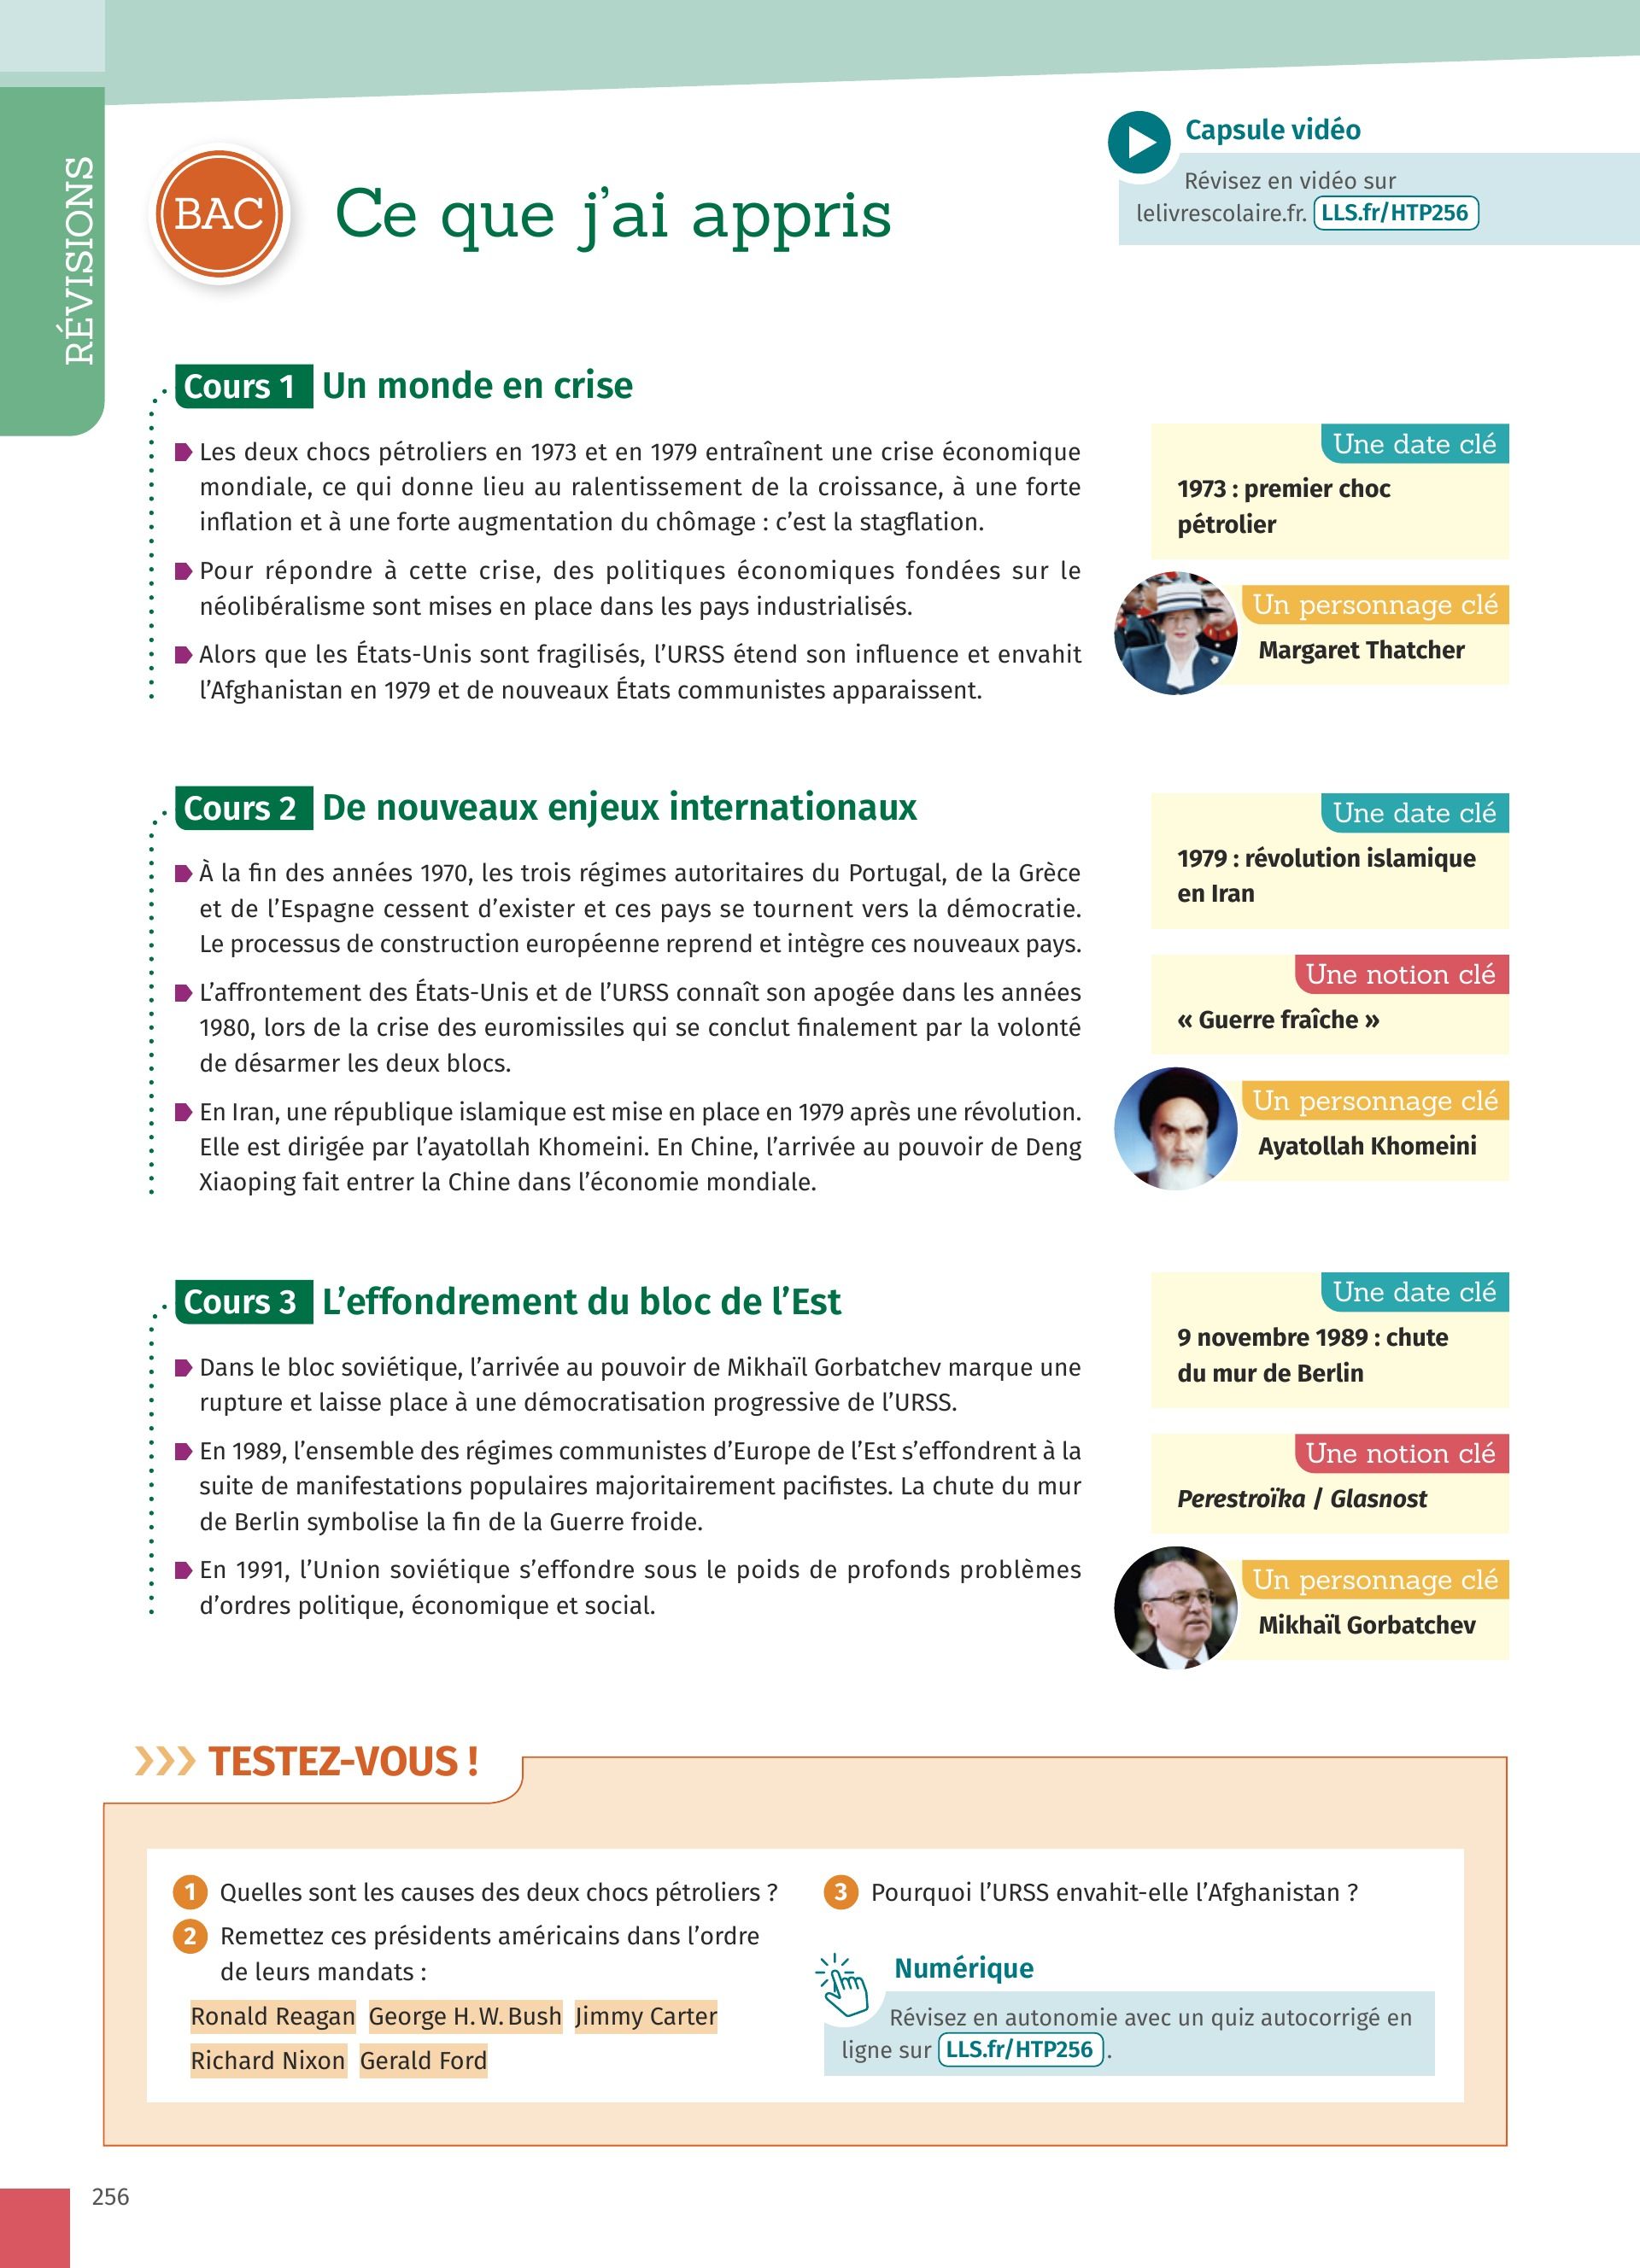 RÉVISIONS
BAC
Ce que j'ai appris
Capsule vidéo
Révisez en vidéo sur
lelivrescolaire.fr. LLS.fr/HTP256
Cours 1 Un monde en crise
Les deux chocs pétroliers en 1973 et en 1979 entraînent une crise économique
mondiale, ce qui donne lieu au ralentissement de la croissance, à une forte
inflation et à une forte augmentation du chômage : c'est la stagflation.
Pour répondre à cette crise, des politiques économiques fondées sur le
néolibéralisme sont mises en place dans les pays industrialisés.
Alors que les États-Unis sont fragilisés, l'URSS étend son influence et envahit
l'Afghanistan en 1979 et de nouveaux États communistes apparaissent.
Une date clé
1973 : premier choc
pétrolier
Un personnage clé
Margaret Thatcher
Cours 2 De nouveaux enjeux internationaux
À la fin des années 1970, les trois régimes autoritaires du Portugal, de la Grèce
et de l'Espagne cessent d'exister et ces pays se tournent vers la démocratie.
Le processus de construction européenne reprend et intègre ces nouveaux pays.
L'affrontement des États-Unis et de l'URSS connaît son apogée dans les années
1980, lors de la crise des euromissiles qui se conclut finalement par la volonté
de désarmer les deux blocs.
En Iran, une république islamique est mise en place en 1979 après une révolution.
Elle est dirigée par l'ayatollah Khomeini. En Chine, l'arrivée au pouvoir de Deng
Xiaoping fait entrer la Chine dans l'économie mondiale.
Une date clé
1979 : révolution islamique
en Iran
Une notion clé
« Guerre fraîche »
Un personnage clé
Ayatollah Khomeini
Cours 3 L'effondrement du bloc de l'Est
Dans le bloc soviétique, l'arrivée au pouvoir de Mikhaïl Gorbatchev marque une
rupture et laisse place à une démocratisation progressive de l'URSS.
En 1989, l'ensemble des régimes communistes d'Europe de l'Est s'effondrent à la
suite de manifestations populaires majoritairement pacifistes. La chute du mur
de Berlin symbolise la fin de la Guerre froide.
En 1991, l'Union soviétique s'effondre sous le poids de profonds problèmes
d'ordres politique, économique et social.
Une date clé
9 novembre 1989 : chute
du mur de Berlin
Une notion clé
Perestroïka / Glasnost
Un personnage clé
Mikhaïl Gorbatchev
TESTEZ-VOUS !
1 Quelles sont les causes des deux chocs pétroliers ?
2 Remettez ces présidents américains dans l'ordre
de leurs mandats :
Ronald Reagan George H. W. Bush Jimmy Carter
Richard Nixon Gerald Ford
3 Pourquoi l'URSS envahit-elle l'Afghanistan ?
Numérique
Révisez en autonomie avec un quiz autocorrigé en
ligne sur LLS.fr/HTP256 .
256